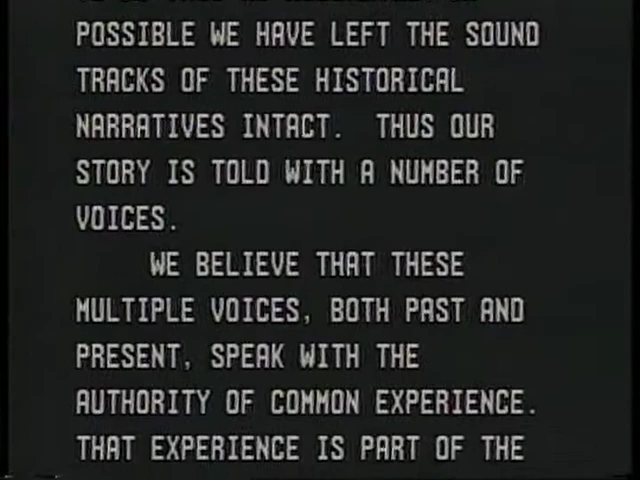 POSSIBLE WE HAVE LEFT THE SOUND
TRACKS OF THESE HISTORICAL
NARRATIVES INTACT. THUS OUR
STORY IS TOLD WITH A NUMBER OF
VOICES.
WE BELIEVE THAT THESE
MULTIPLE VOICES, BOTH PAST AND
PRESENT, SPEAK WITH THE
AUTHORITY OF COMMON EXPERIENCE.
THAT EXPERIENCE IS PART OF THE